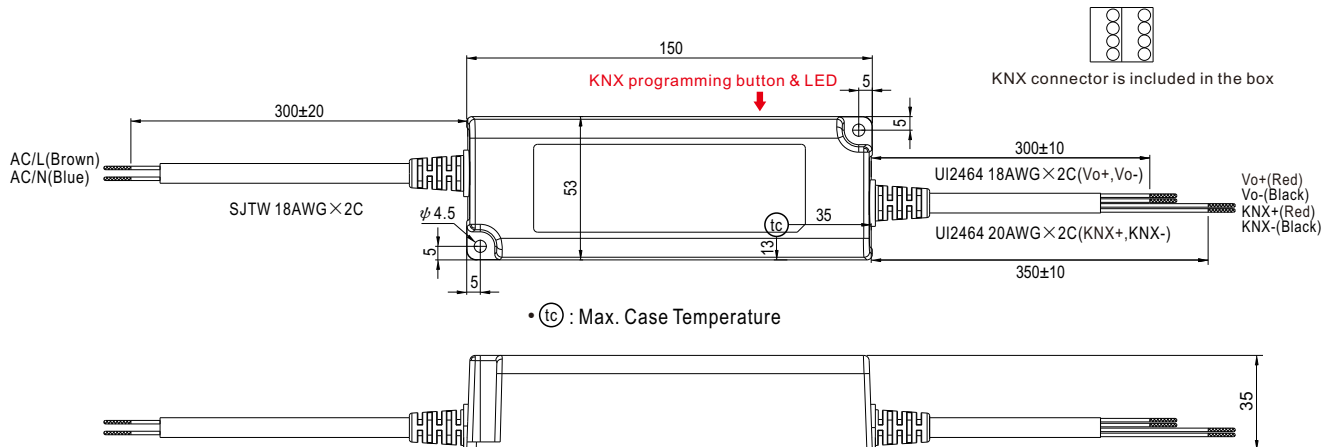 150
KNX programming button & LED
5
5
KNX connector is included in the box
300±20
AC/L(Brown)
AC/N(Blue)
SJTW 18AWG×2C
ψ4.5
53
tc
35
13
5
5
300±10
UI2464 18AWG×2C(Vo+,Vo-)
Vo+(Red)
Vo-(Black)
KNX+(Red)
KNX-(Black)
UI2464 20AWG×2C(KNX+,KNX-)
350±10
• tc : Max. Case Temperature
35